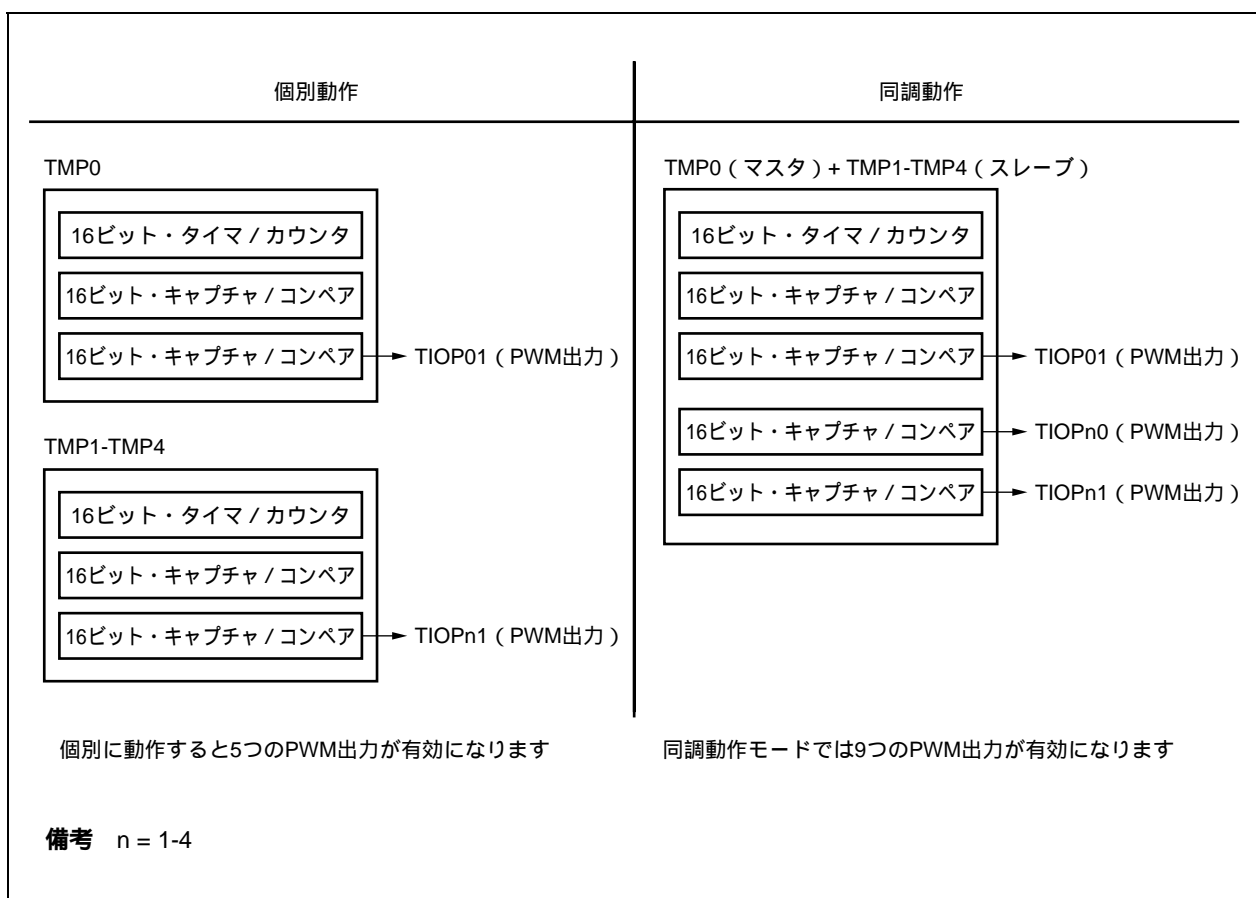 個別動作
同調動作
TMP0
16ビット・タイマ / カウンタ
16ビット・キャプチャ / コンペア
16ビット・キャプチャ / コンペア
TIOP01（PWM出力）
TMP1-TMP4
16ビット・タイマ / カウンタ
16ビット・キャプチャ / コンペア
16ビット・キャプチャ / コンペア
TIOPn1（PWM出力）
個別に動作すると5つのPWM出力が有効になります
TMP0（マスタ）+ TMP1-TMP4（スレーブ）
16ビット・タイマ / カウンタ
16ビット・キャプチャ / コンペア
16ビット・キャプチャ / コンペア
TIOP01（PWM出力）
16ビット・キャプチャ / コンペア
TIOPn0（PWM出力）
16ビット・キャプチャ / コンペア
TIOPn1（PWM出力）
同調動作モードでは9つのPWM出力が有効になります
備考 n = 1-4